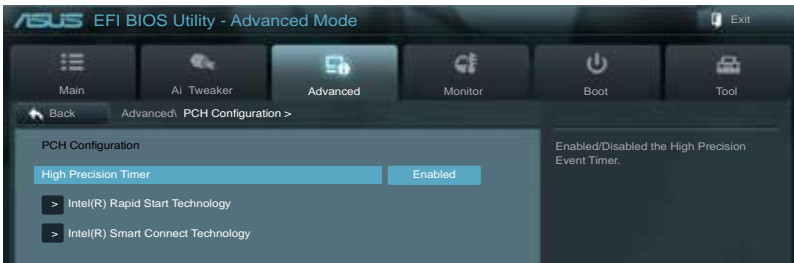 ASUS EFI BIOS Utility - Advanced Mode
Exit
Main Ai Tweaker Advanced Monitor Boot Tool
Back Advanced\ PCH Configuration >
PCH Configuration
High Precision Timer Enabled
> Intel(R) Rapid Start Technology
> Intel(R) Smart Connect Technology
Enabled/Disabled the High Precision
Event Timer.